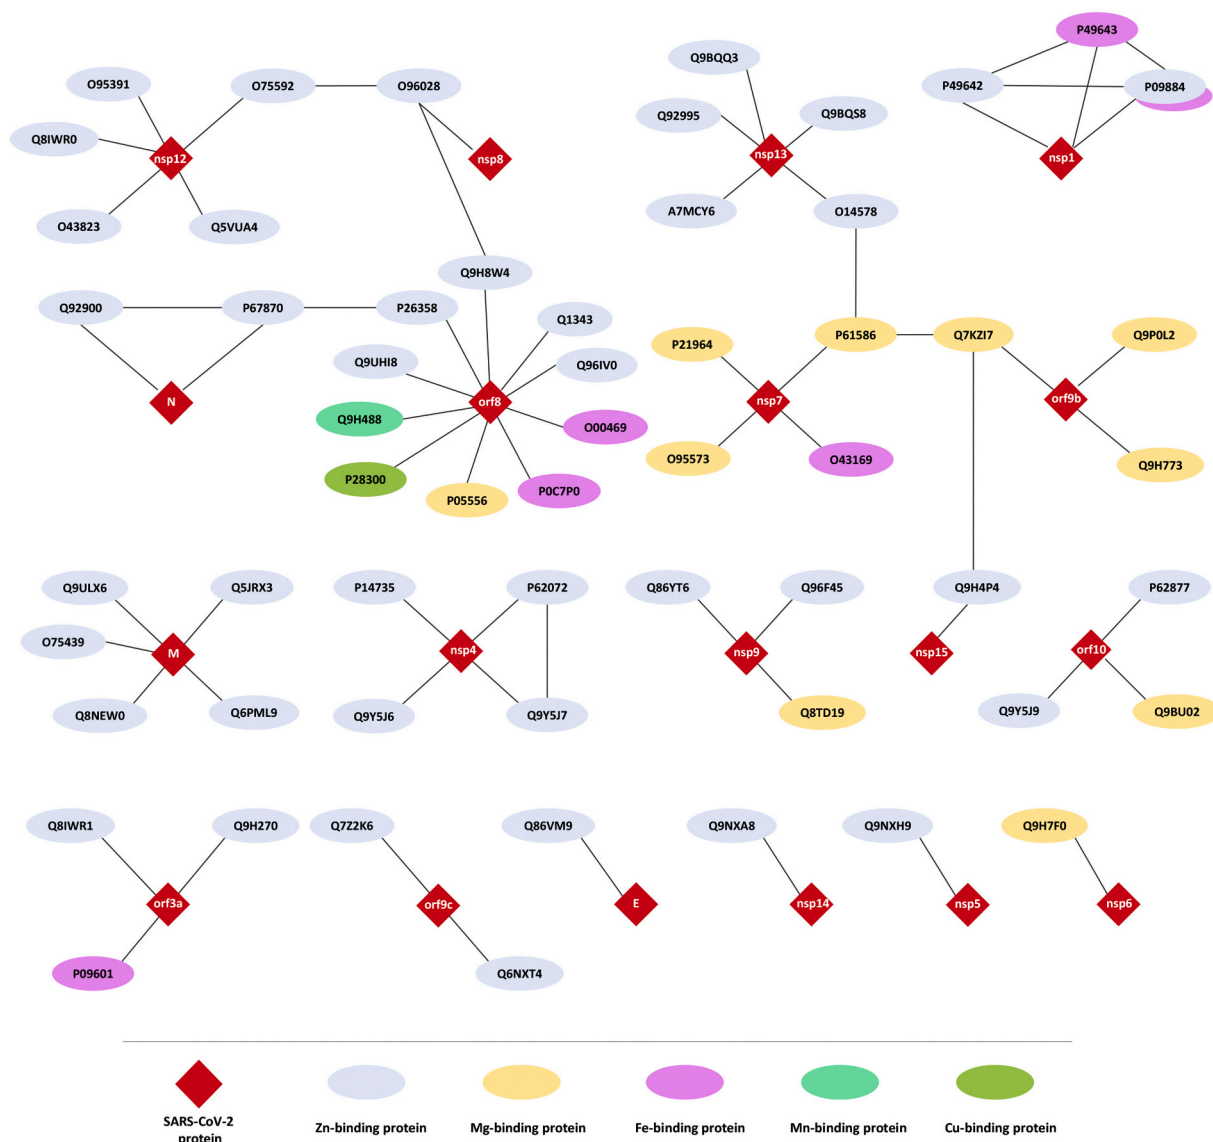 P49643
Q9BQQ3
O95391
O75592
O96028
P49642
P09884
Q92995
Q9BQS8
Q8IWR0
nsp12
nsp8
nsp13
nsp1
A7MCY6
O14578
O43823
Q5VUA4
Q9H8W4
Q92900
P67870
P26358
Q1343
P21964
P61586
Q7KZI7
Q9P0L2
Q9UHI8
Q96IV0
N
orf8
nsp7
orf9b
Q9H488
O00469
O95573
O43169
Q9H773
P28300
P05556
P0C7P0
Q9ULX6
Q5JRX3
P14735
P62072
Q86YT6
Q96F45
Q9H4P4
P62877
O75439
M
nsp4
nsp9
nsp15
orf10
Q8NEW0
Q6PML9
Q9Y5J6
Q9Y5J7
Q8TD19
Q9Y5J9
Q9BU02
Q8IWR1
Q9H270
Q7Z2K6
Q86VM9
Q9NXA8
Q9NXH9
Q9H7F0
orf3a
orf9c
E
nsp14
nsp5
nsp6
P09601
Q6NXT4
SARS-CoV-2
protein
Zn-binding protein
Mg-binding protein
Fe-binding protein
Mn-binding protein
Cu-binding protein